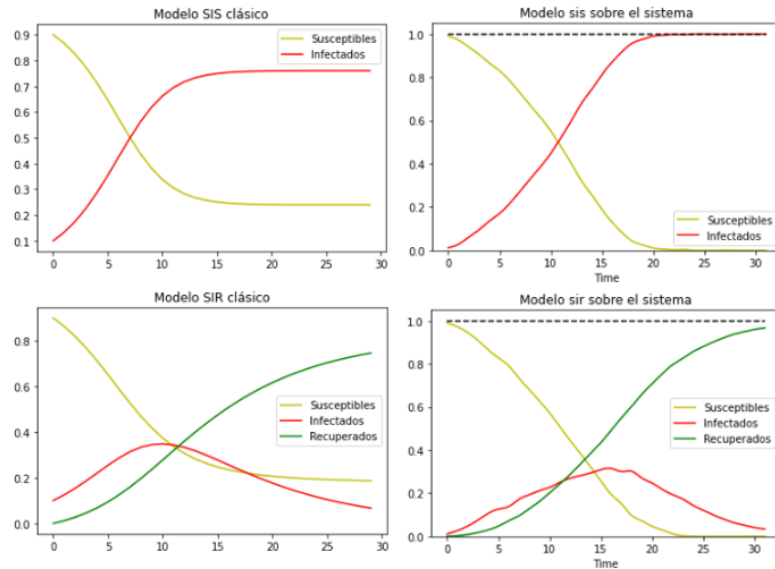 Modelo SIS clásico
0.9
0.8
0.7
0.6
0.5
0.4
0.3
0.2
0.1
Susceptibles
Infectados
0 5 10 15 20 25 30
Modelo sis sobre el sistema
1.0
0.8
0.6
0.4
0.2
0.0
Susceptibles
Infectados
0 5 10 15 20 25 30
Time
Modelo SIR clásico
0.8
0.6
0.4
0.2
0.0
Susceptibles
Infectados
Recuperados
0 5 10 15 20 25 30
Modelo sir sobre el sistema
1.0
0.8
0.6
0.4
0.2
0.0
Susceptibles
Infectados
Recuperados
0 5 10 15 20 25 30
Time